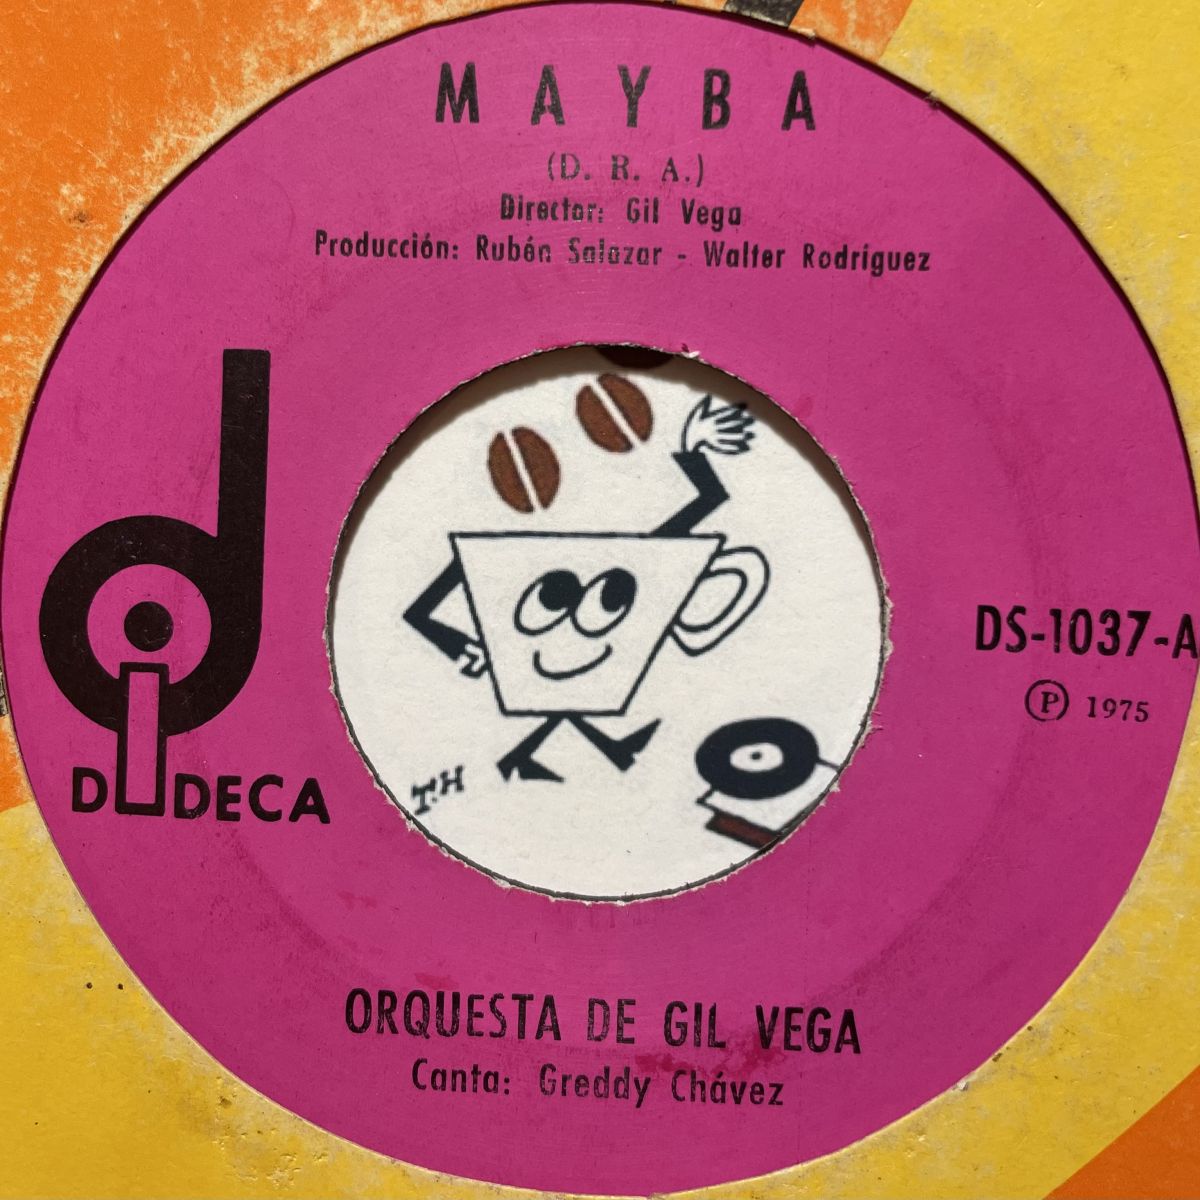 MAYBA
(D. R. A.)
Director: Gil Vega
Producción: Rubén Salazar - Walter Rodriguez
d
DiDECA
DS-1037-A
Ⓟ 1975
T.H
ORQUESTA DE GIL VEGA
Canta: Greddy Chávez